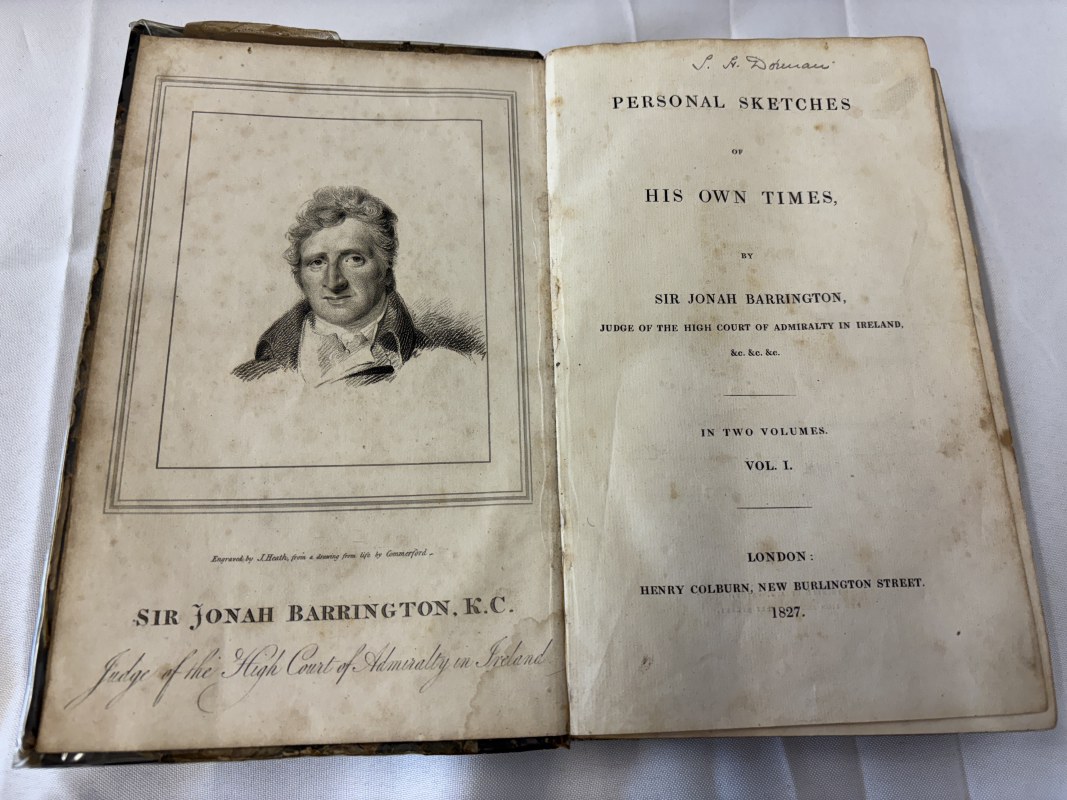 Engraved, by J. Heath, from a drawing from life by Commerford
SIR JONAH BARRINGTON, K.C.
Judge of the High Court of Admiralty in Ireland
S. H. Dorman
PERSONAL SKETCHES
OF
HIS OWN TIMES,
BY
SIR JONAH BARRINGTON,
JUDGE OF THE HIGH COURT OF ADMIRALTY IN IRELAND,
&c. &c. &c.
IN TWO VOLUMES.
VOL. I.
LONDON:
HENRY COLBURN, NEW BURLINGTON STREET.
1827.